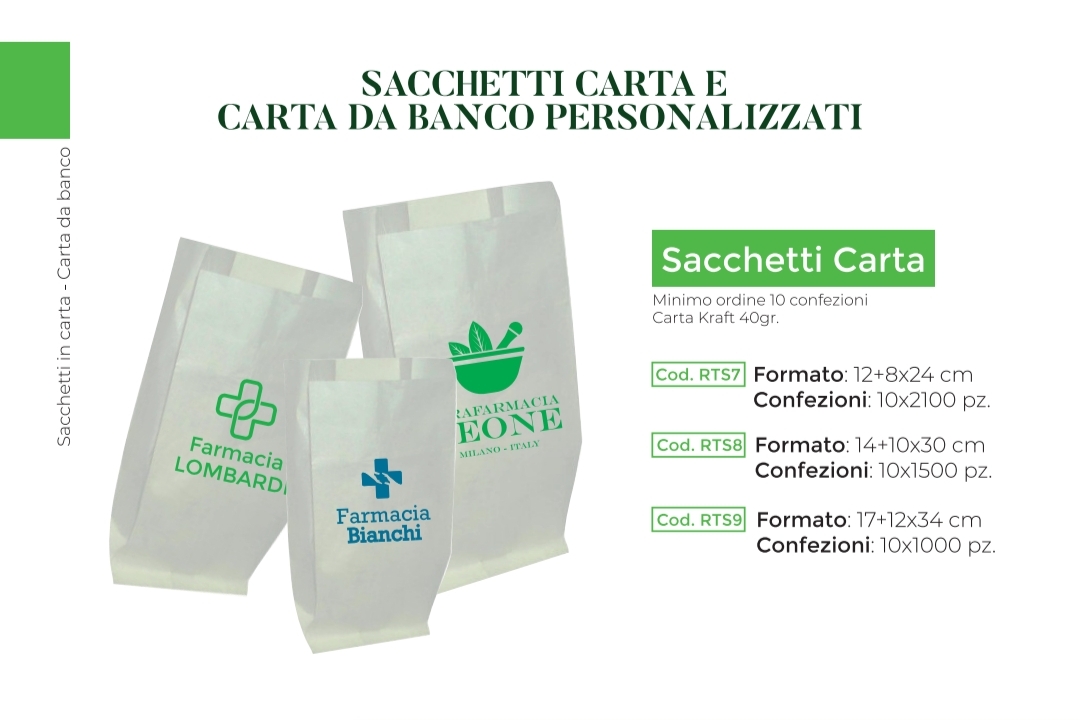 SACCHETTI CARTA E
CARTA DA BANCO PERSONALIZZATI
Sacchetti in carta - Carta da banco
Farmacia
LOMBARDI
RAFARMACIA
EONE
MILANO - ITALY
Farmacia
Bianchi
Sacchetti Carta
Minimo ordine 10 confezioni
Carta Kraft 40gr.
Cod. RTS7 Formato: 12+8x24 cm
Confezioni: 10x2100 pz.
Cod. RTS8 Formato: 14+10x30 cm
Confezioni: 10x1500 pz.
Cod. RTS9 Formato: 17+12x34 cm
Confezioni: 10x1000 pz.